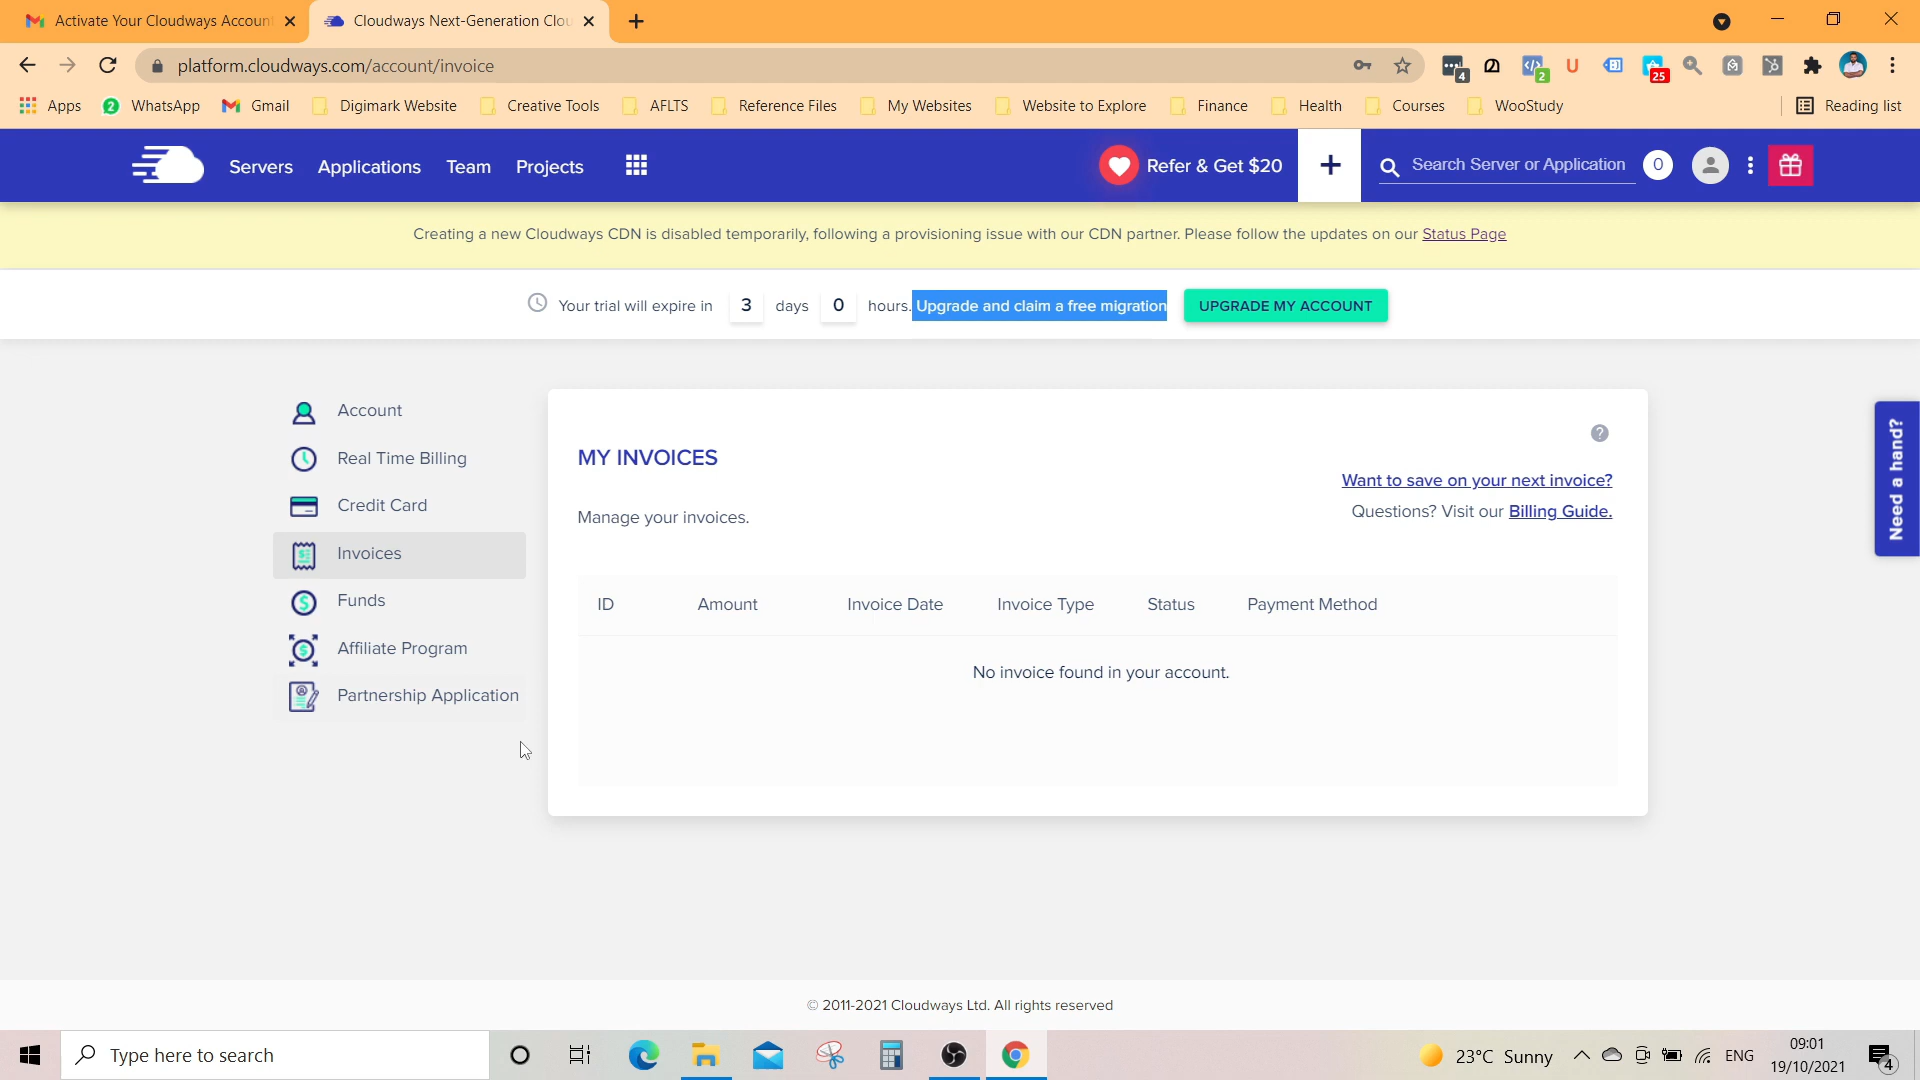 Activate Your Cloudways Accoun
Cloudways Next-Generation Clou
platform.cloudways.com/account/invoice
4
2
25
Apps
2
WhatsApp
Gmail
Digimark Website
Creative Tools
AFLTS
Reference Files
My Websites
Website to Explore
Finance
Health
Courses
WooStudy
Reading list
Servers
Applications
Team
Projects
Refer & Get $20
+
Search Server or Application
0
Creating a new Cloudways CDN is disabled temporarily, following a provisioning issue with our CDN partner. Please follow the updates on our Status Page
Your trial will expire in 3 days 0 hours. Upgrade and claim a free migration
UPGRADE MY ACCOUNT
Account
Real Time Billing
Credit Card
Invoices
Funds
Affiliate Program
Partnership Application
MY INVOICES
Manage your invoices.
?
Want to save on your next invoice?
Questions? Visit our Billing Guide.
ID
Amount
Invoice Date
Invoice Type
Status
Payment Method
No invoice found in your account.
Need a hand?
© 2011-2021 Cloudways Ltd. All rights reserved
Type here to search
23°C Sunny
ENG
09:01
19/10/2021
4